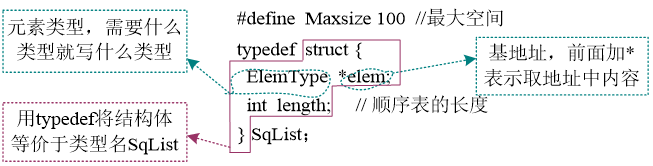 元素类型，需要什么
类型就写什么类型
#define Maxsize 100 //最大空间
typedef struct {
ElemType *elem;
int length; // 顺序表的长度
} SqList；
基地址，前面加*
表示取地址中内容
用typedef将结构体
等价于类型名SqList